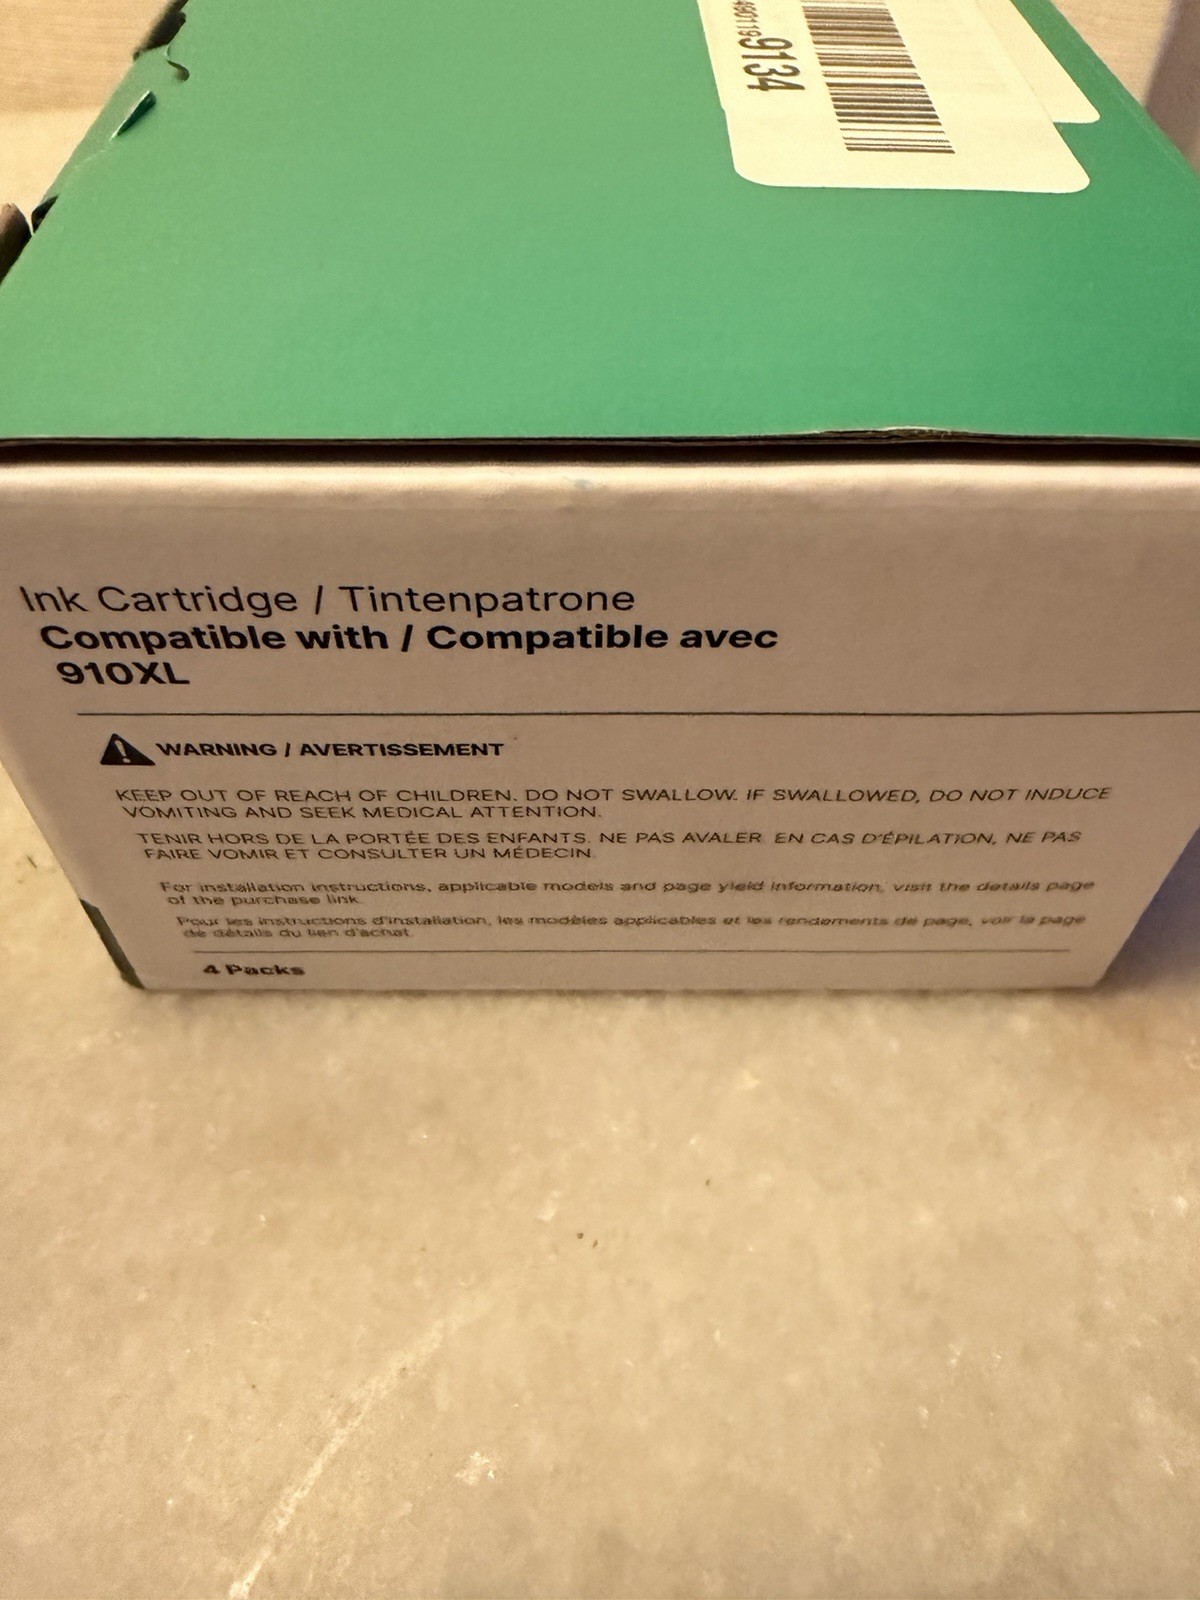 9134
Ink Cartridge / Tintenpatrone
Compatible with / Compatible avec
910XL
WARNING / AVERTISSEMENT
KEEP OUT OF REACH OF CHILDREN. DO NOT SWALLOW. IF SWALLOWED, DO NOT INDUCE
VOMITING AND SEEK MEDICAL ATTENTION.
TENIR HORS DE LA PORTÉE DES ENFANTS. NE PAS AVALER. EN CAS D'ÉPILATION, NE PAS
FAIRE VOMIR ET CONSULTER UN MÉDECIN.
For installation instructions, applicable models and page yield information, visit the details page
of the purchase link.
Pour les instructions d'installation, les modèles applicables et les rendements de page, voir la page
de détails du lien d'achat.
4 Packs